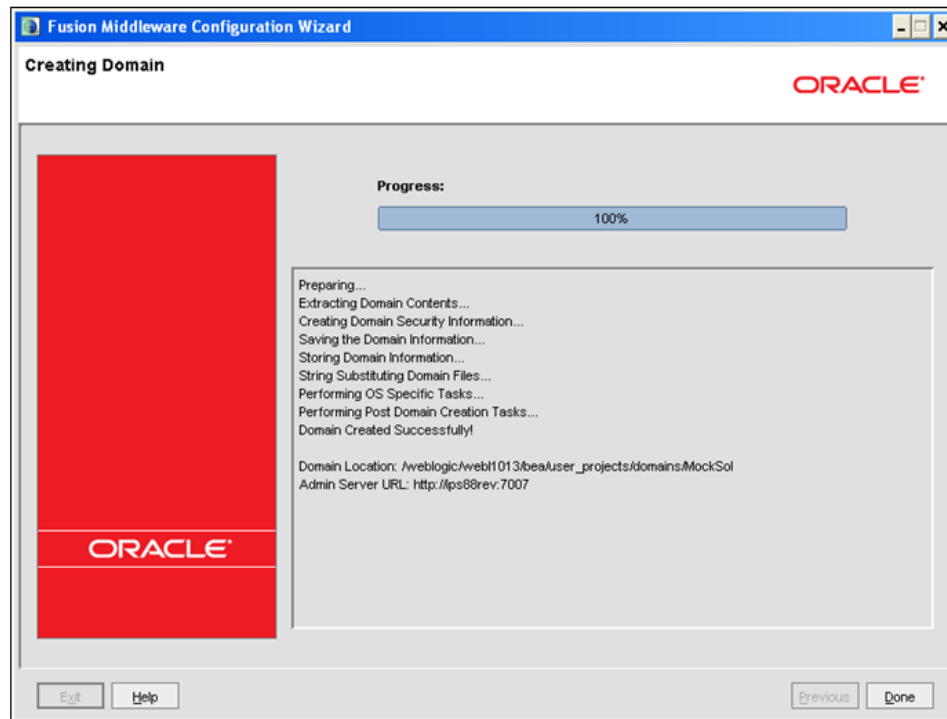 Fusion Middleware Configuration Wizard
Creating Domain
ORACLE
Progress:
100%
Preparing...
Extracting Domain Contents...
Creating Domain Security Information...
Saving the Domain Information...
Storing Domain Information...
String Substituting Domain Files...
Performing OS Specific Tasks...
Performing Post Domain Creation Tasks...
Domain Created Successfully!
Domain Location: /weblogic/webl1013/bea/user_projects/domains/MockSol
Admin Server URL: http://lps88rev:7007
ORACLE
Exit
Help
Previous
Done